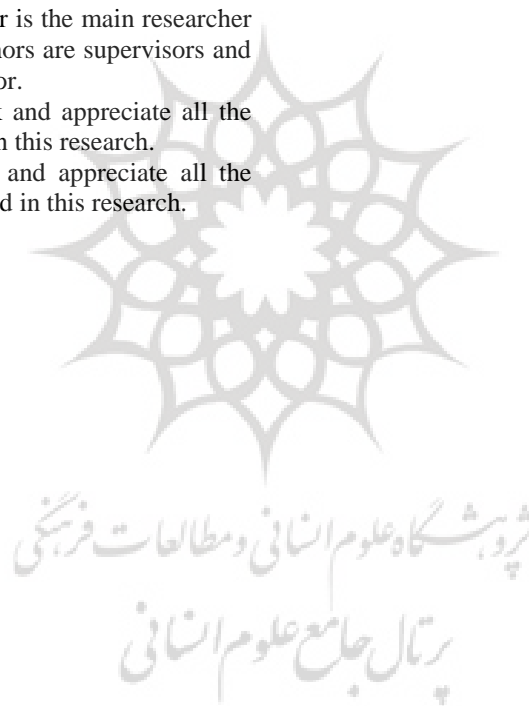 r is the main researcher
nors are supervisors and
or.
k and appreciate all the
n this research.
and appreciate all the
d in this research.
پژوهشگاه علوم انسانی و مطالعات فرهنگی
پرتال جامع علوم انسانی